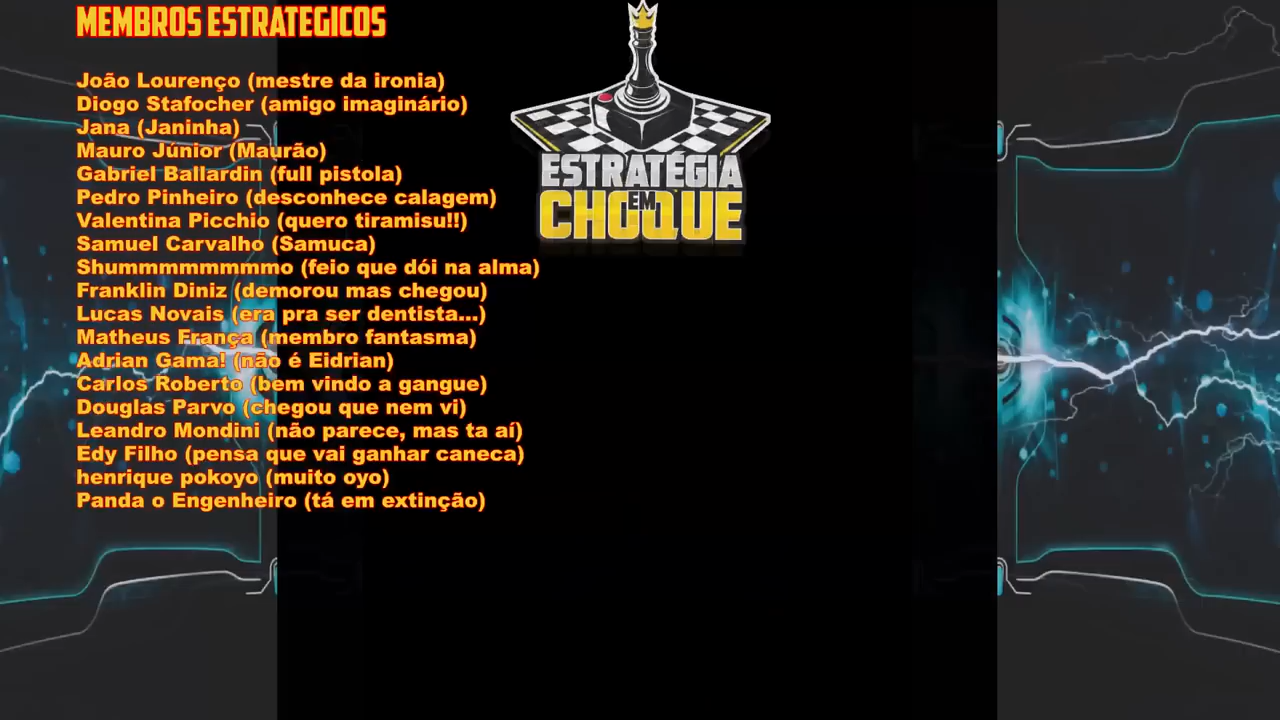 MEMBROS ESTRATEGICOS
João Lourenço (mestre da ironia)
Diogo Stafocher (amigo imaginário)
Jana (Janinha)
Mauro Júnior (Maurão)
Gabriel Ballardin (full pistola)
Pedro Pinheiro (desconhece calagem)
Valentina Picchio (quero tiramisu!!)
Samuel Carvalho (Samuca)
Shummmmmmmmo (feio que dói na alma)
Franklin Diniz (demorou mas chegou)
Lucas Novais (era pra ser dentista...)
Matheus França (membro fantasma)
Adrian Gama! (não é Eidrian)
Carlos Roberto (bem vindo a gangue)
Douglas Parvo (chegou que nem vi)
Leandro Mondini (não parece, mas ta aí)
Edy Filho (pensa que vai ganhar caneca)
henrique pokoyo (muito oyo)
Panda o Engenheiro (tá em extinção)
ESTRATÉGIA
EM
CHOQUE